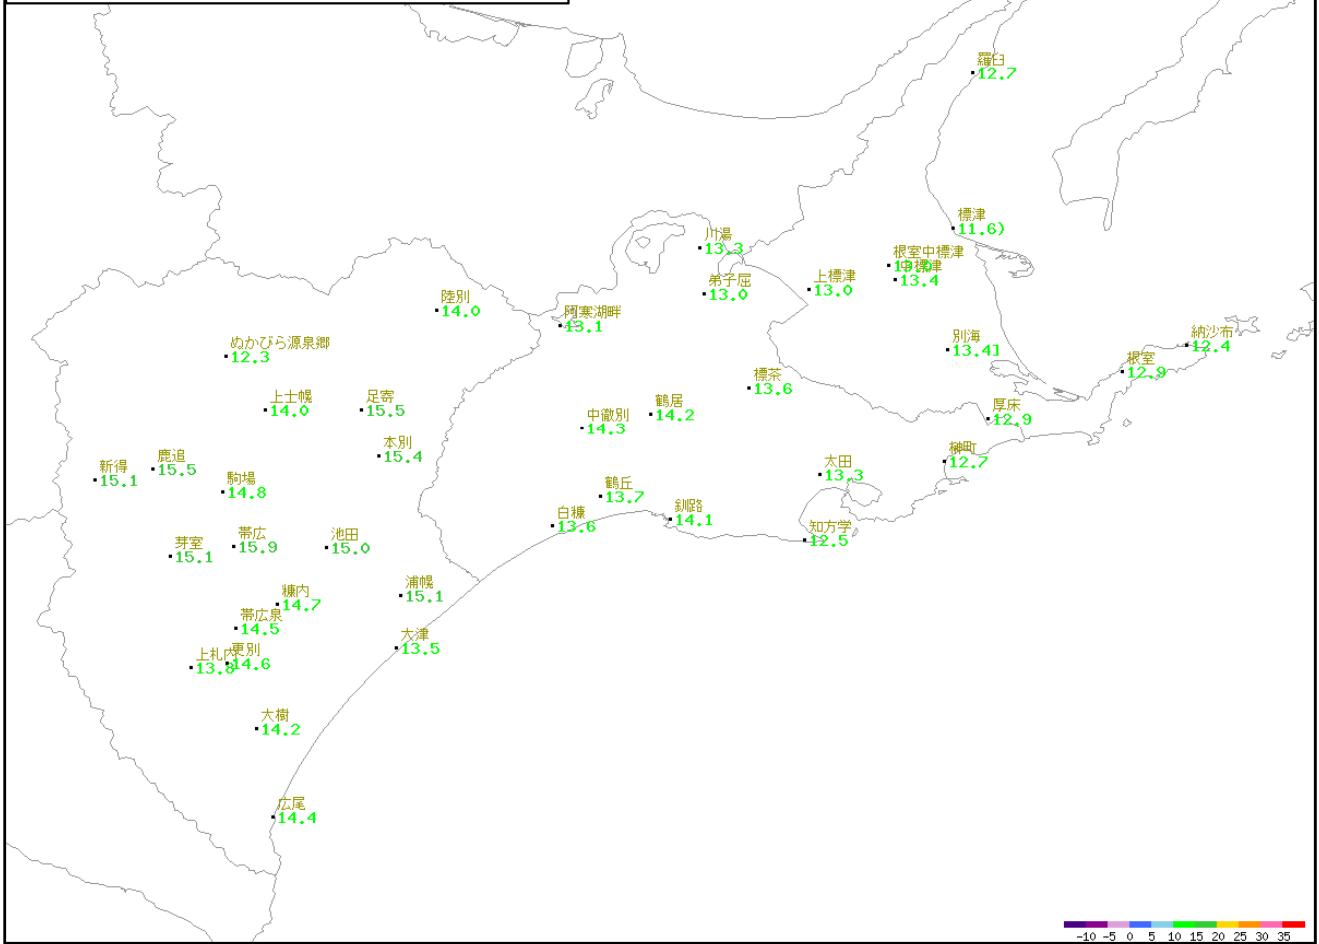 羅臼
12.7
標津
11.6)
川湯
13.3
根室中標津
中標津
13.4
弟子屈
13.0
上標津
13.0
陸別
14.0
阿寒湖畔
13.1
ぬかびら源泉郷
12.3
別海
13.4]
納沙布
12.4
根室
12.9
標茶
13.6
上士幌
14.0
足寄
15.5
鶴居
14.2
中徹別
14.3
厚床
12.9
本別
15.4
榊町
12.7
鹿追
15.5
新得
15.1
太田
13.3
駒場
14.8
鶴丘
13.7
釧路
14.1
白糠
13.6
知方学
12.5
帯広
15.9
池田
15.0
芽室
15.1
浦幌
15.1
糠内
14.7
帯広泉
14.5
大津
13.5
更別
14.6
上札内
13.8
大樹
14.2
広尾
14.4
-10 -5 0 5 10 15 20 25 30 35